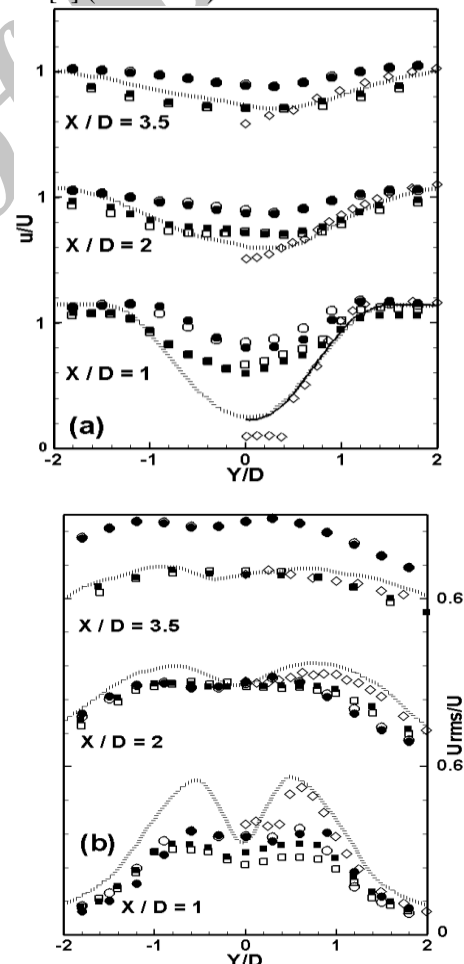 1
X / D = 3.5
1
X / D = 2
u/U
1
X / D = 1
(a)
0
-2
-1
0
1
2
Y/D
0.6
X / D = 3.5
X / D = 2
0.6
Urms/U
(b)
X / D = 1
0
-2
-1
0
1
2
Y/D